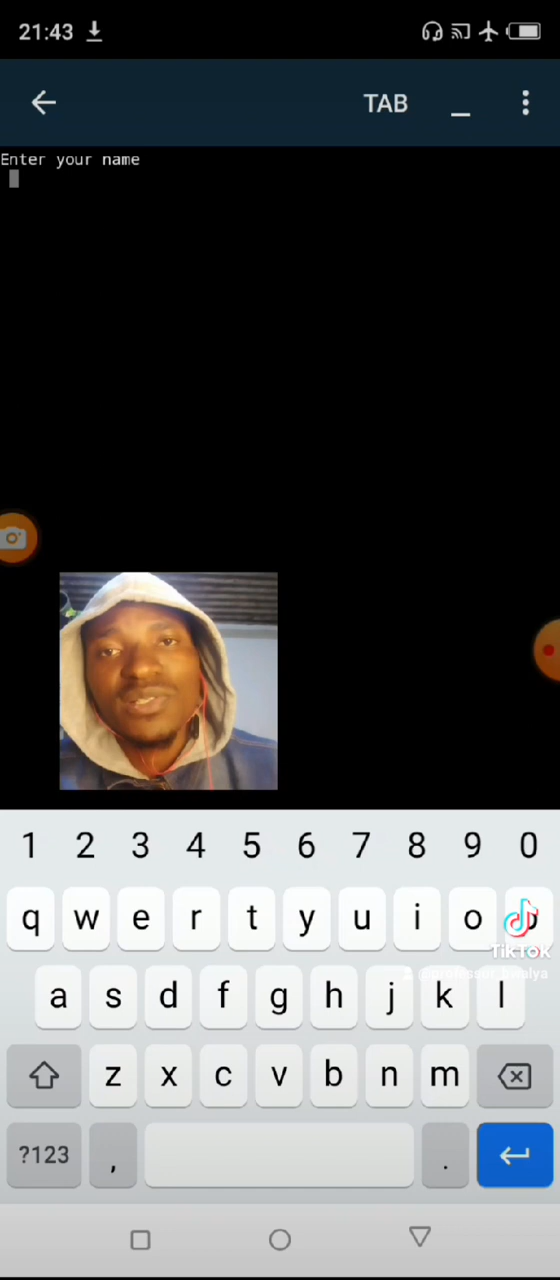 21:43
TAB _
Enter your name
1 2 3 4 5 6 7 8 9 0
q w e r t y u i o
TikTok
a s d f g h j k l
z x c v b n m
?123 , .